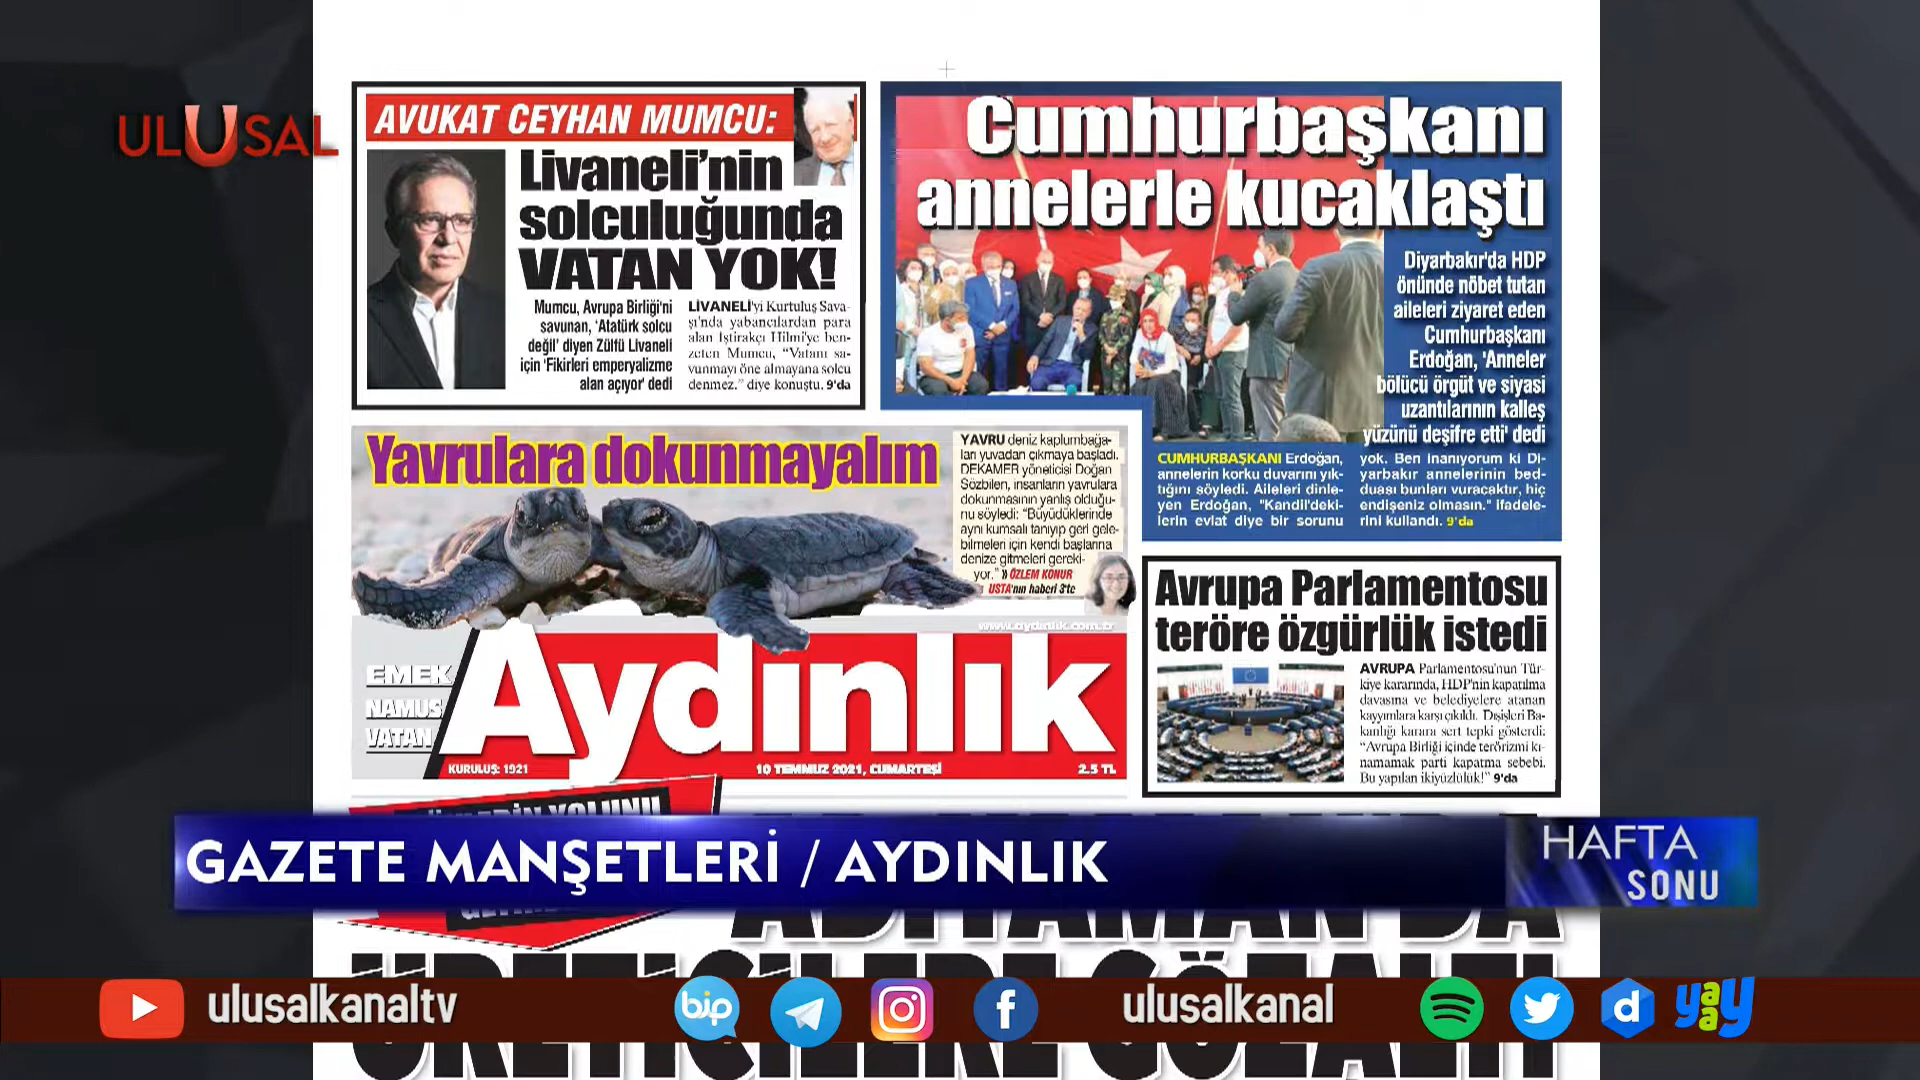 ULUSAL
AVUKAT CEYHAN MUMCU:
Livaneli'nin
solculuğunda
VATAN YOK!
Mumcu, Avrupa Birliği'ni
savunan, 'Atatürk solcu
değil' diyen Zülfü Livaneli
için 'Fikirleri emperyalizme
alan açıyor' dedi
LİVANELİ'yi Kurtuluş Sava-
şı'nda yabancılardan para
alan İştirakçı Hilmi'ye ben-
zeten Mumcu, "Vatanı sa-
vunmayı öne almayana solcu
denmez." diye konuştu. 9'da
Cumhurbaşkanı
annelerle kucaklaştı
Diyarbakır'da HDP
önünde nöbet tutan
aileleri ziyaret eden
Cumhurbaşkanı
Erdoğan, 'Anneler
bölücü örgüt ve siyasi
uzantılarının kalleş
yüzünü deşifre etti' dedi
CUMHURBAŞKANI Erdoğan,
annelerin korku duvarını yık-
tığını söyledi. Aileleri dinle-
yen Erdoğan, "Kandil'deki-
lerin evlat diye bir sorunu
yok. Ben inanıyorum ki Di-
yarbakır annelerinin bed-
duası bunları vuracaktır, hiç
endişeniz olmasın." ifadele-
rini kullandı. 9'da
Yavrulara dokunmayalım
YAVRU deniz kaplumbağa-
ları yuvadan çıkmaya başladı.
DEKAMER yöneticisi Doğan
Sözbilen, insanların yavrulara
dokunmasının yanlış olduğu-
nu söyledi: "Büyüdüklerinde
aynı kumsalı tanıyıp geri gele-
bilmeleri için kendi başlarına
denize gitmeleri gereki-
yor." » ÖZLEM KONUR
USTA'nın haberi 3'te
www.aydinlik.com.tr
EMEK
NAMUS
VATAN
Aydınlık
KURULUŞ: 1921
10 TEMMUZ 2021, CUMARTESİ
2.5 TL
Avrupa Parlamentosu
teröre özgürlük istedi
AVRUPA Parlamentosu'nun Tür-
kiye kararında, HDP'nin kapatılma
davasına ve belediyelere atanan
kayyımlara karşı çıkıldı. Dışişleri Ba-
kanlığı karara sert tepki gösterdi:
"Avrupa Birliği içinde terörizmi kı-
namamak parti kapatma sebebi.
Bu yapılan ikiyüzlülük!" 9'da
GAZETE MANŞETLERİ / AYDINLIK
HAFTA
SONU
ADIYAMAN'DA
ÜRETİCİLERE GÖZALTI
ulusalkanaltv
bip
ulusalkanal
d
yaay